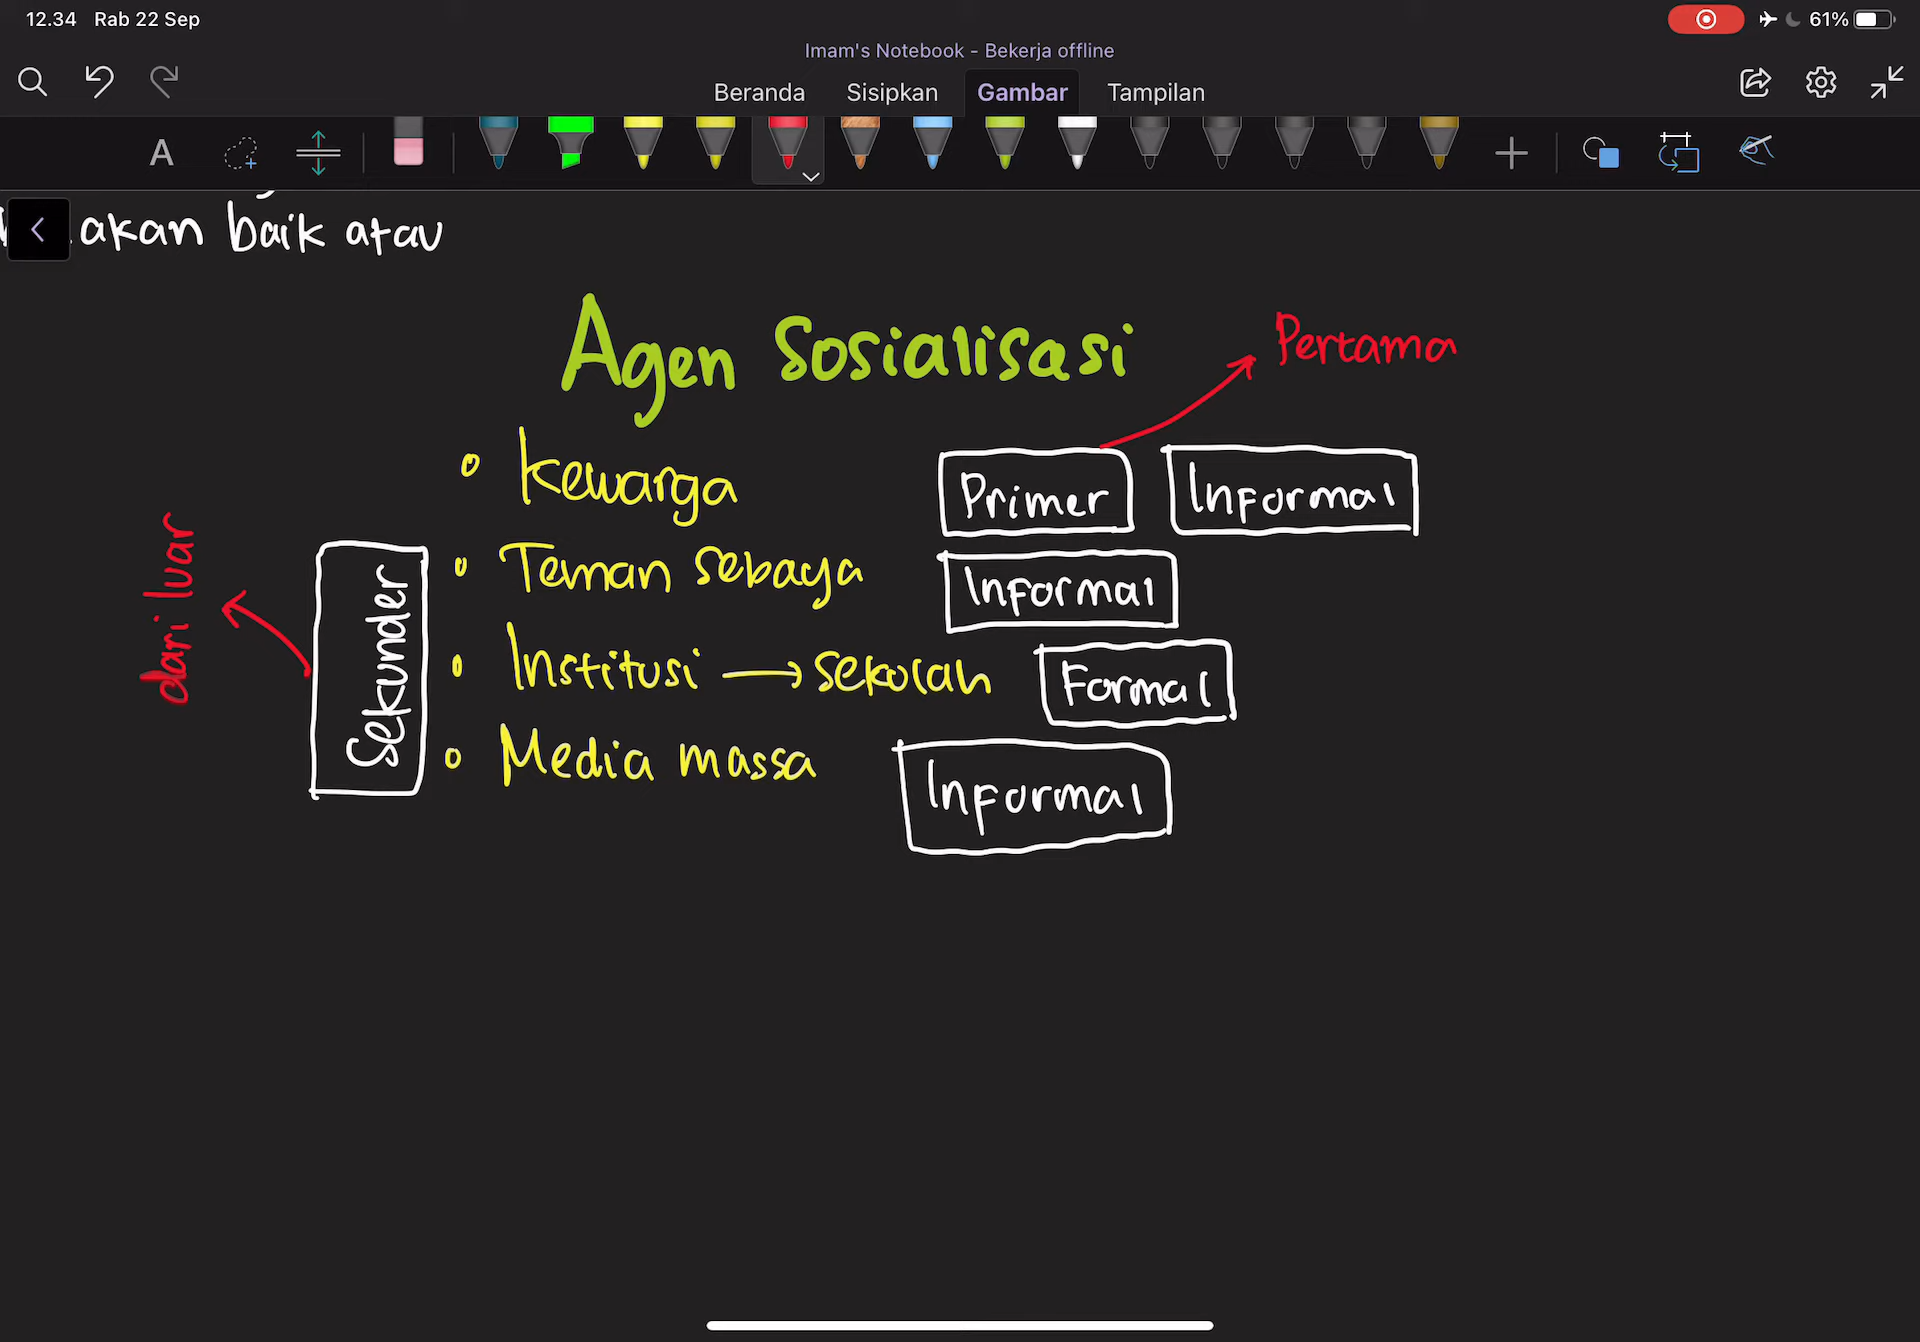 12.34 Rab 22 Sep
61%
Imam's Notebook - Bekerja offline
Beranda Sisipkan Gambar Tampilan
A
akan baik atau
Agen Sosialisasi
Pertama
Kewarga Primer Informal
Teman sebaya Informal
Institusi → sekolah Formal
Media massa Informal
Sekunder
dari luar